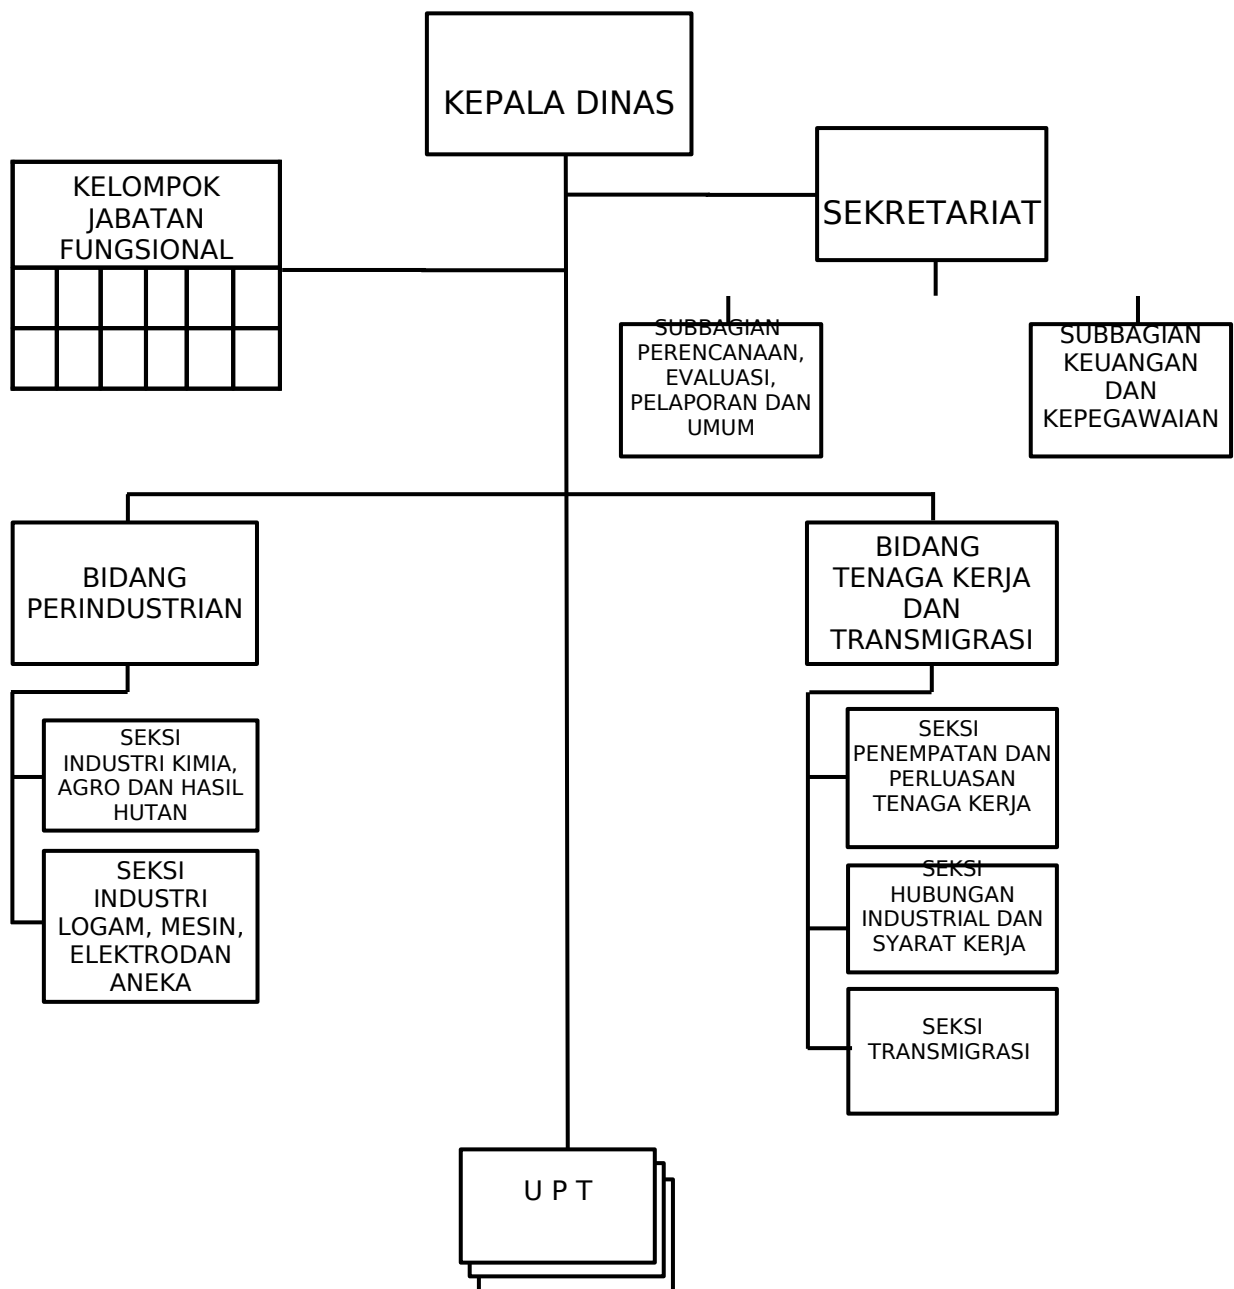 KEPALA DINAS
SEKRETARIAT
KELOMPOK
JABATAN
FUNGSIONAL
SUBBAGIAN
PERENCANAAN,
EVALUASI,
PELAPORAN DAN
UMUM
SUBBAGIAN
KEUANGAN
DAN
KEPEGAWAIAN
BIDANG
PERINDUSTRIAN
BIDANG
TENAGA KERJA
DAN
TRANSMIGRASI
SEKSI
INDUSTRI KIMIA,
AGRO DAN HASIL
HUTAN
SEKSI
INDUSTRI
LOGAM, MESIN,
ELEKTRODAN
ANEKA
SEKSI
PENEMPATAN DAN
PERLUASAN
TENAGA KERJA
SEKSI
HUBUNGAN
INDUSTRIAL DAN
SYARAT KERJA
SEKSI
TRANSMIGRASI
U P T